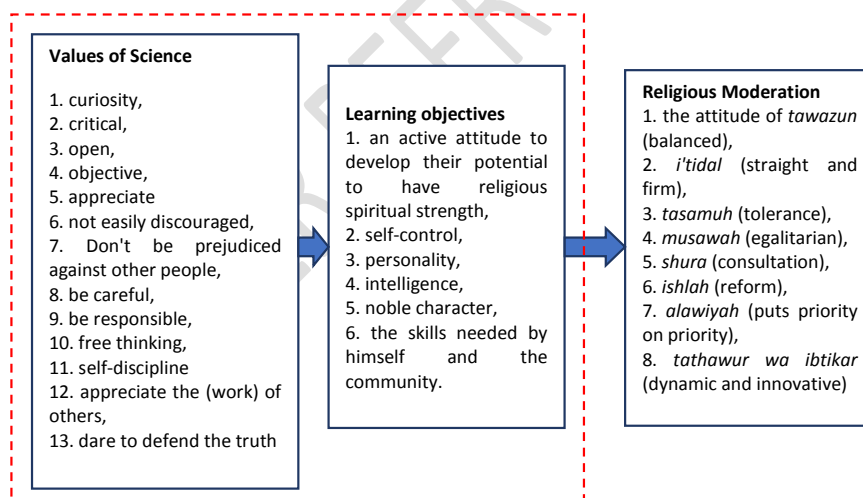 Values of Science
1. curiosity,
2. critical,
3. open,
4. objective,
5. appreciate
6. not easily discouraged,
7. Don't be prejudiced
against other people,
8. be careful,
9. be responsible,
10. free thinking,
11. self-discipline
12. appreciate the (work) of
others,
13. dare to defend the truth
Learning objectives
1. an active attitude to
develop their potential
to have religious
spiritual strength,
2. self-control,
3. personality,
4. intelligence,
5. noble character,
6. the skills needed by
himself and the
community.
Religious Moderation
1. the attitude of tawazun
(balanced),
2. i'tidal (straight and
firm),
3. tasamuh (tolerance),
4. musawah (egalitarian),
5. shura (consultation),
6. ishlah (reform),
7. alawiyah (puts priority
on priority),
8. tathawur wa ibtikar
(dynamic and innovative)